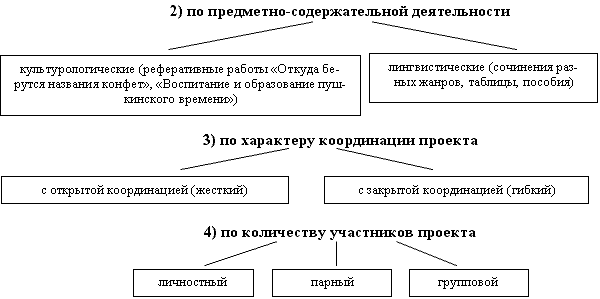 2) по предметно-содержательной деятельности
культурологические (реферативные работы «Откуда бе-
рутся названия конфет», «Воспитание и образование пуш-
кинского времени»)
лингвистические (сочинения раз-
ных жанров, таблицы, пособия)
3) по характеру координации проекта
с открытой координацией (жесткий)
с закрытой координацией (гибкий)
4) по количеству участников проекта
личностный
парный
групповой